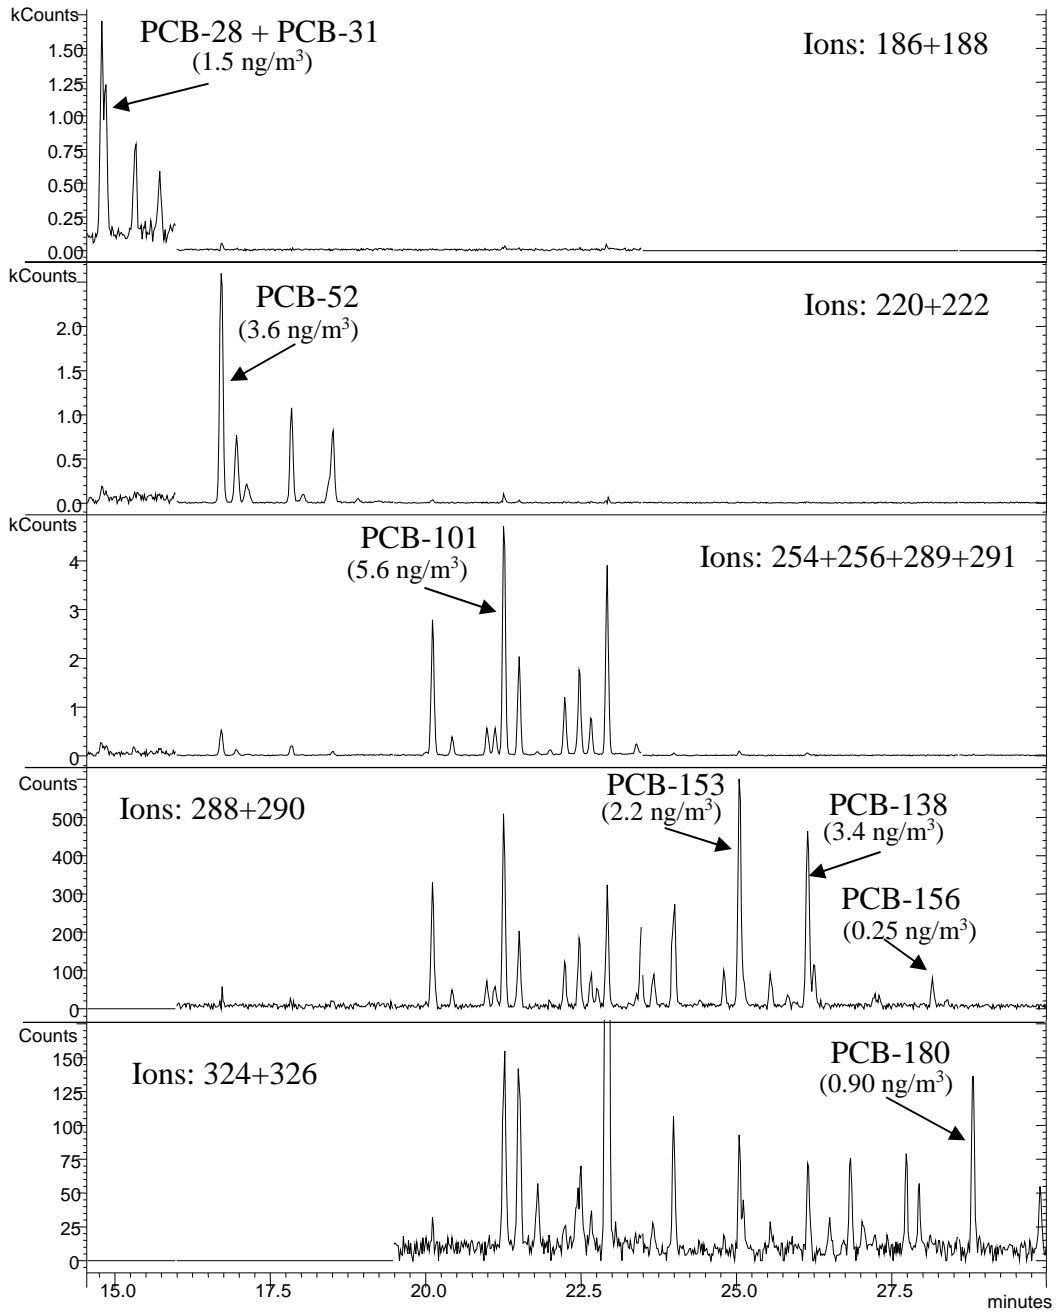 kCounts
PCB-28 + PCB-31
(1.5 ng/m³)
Ions: 186+188
1.50
1.25
1.00
0.75
0.50
0.25
0.00
kCounts
PCB-52
(3.6 ng/m³)
Ions: 220+222
2.0
1.5
1.0
0.5
0.0
kCounts
PCB-101
(5.6 ng/m³)
Ions: 254+256+289+291
4
3
2
1
0
Counts
Ions: 288+290
PCB-153
(2.2 ng/m³)
PCB-138
(3.4 ng/m³)
PCB-156
(0.25 ng/m³)
500
400
300
200
100
0
Counts
Ions: 324+326
PCB-180
(0.90 ng/m³)
150
125
100
75
50
25
0
15.0 17.5 20.0 22.5 25.0 27.5
minutes